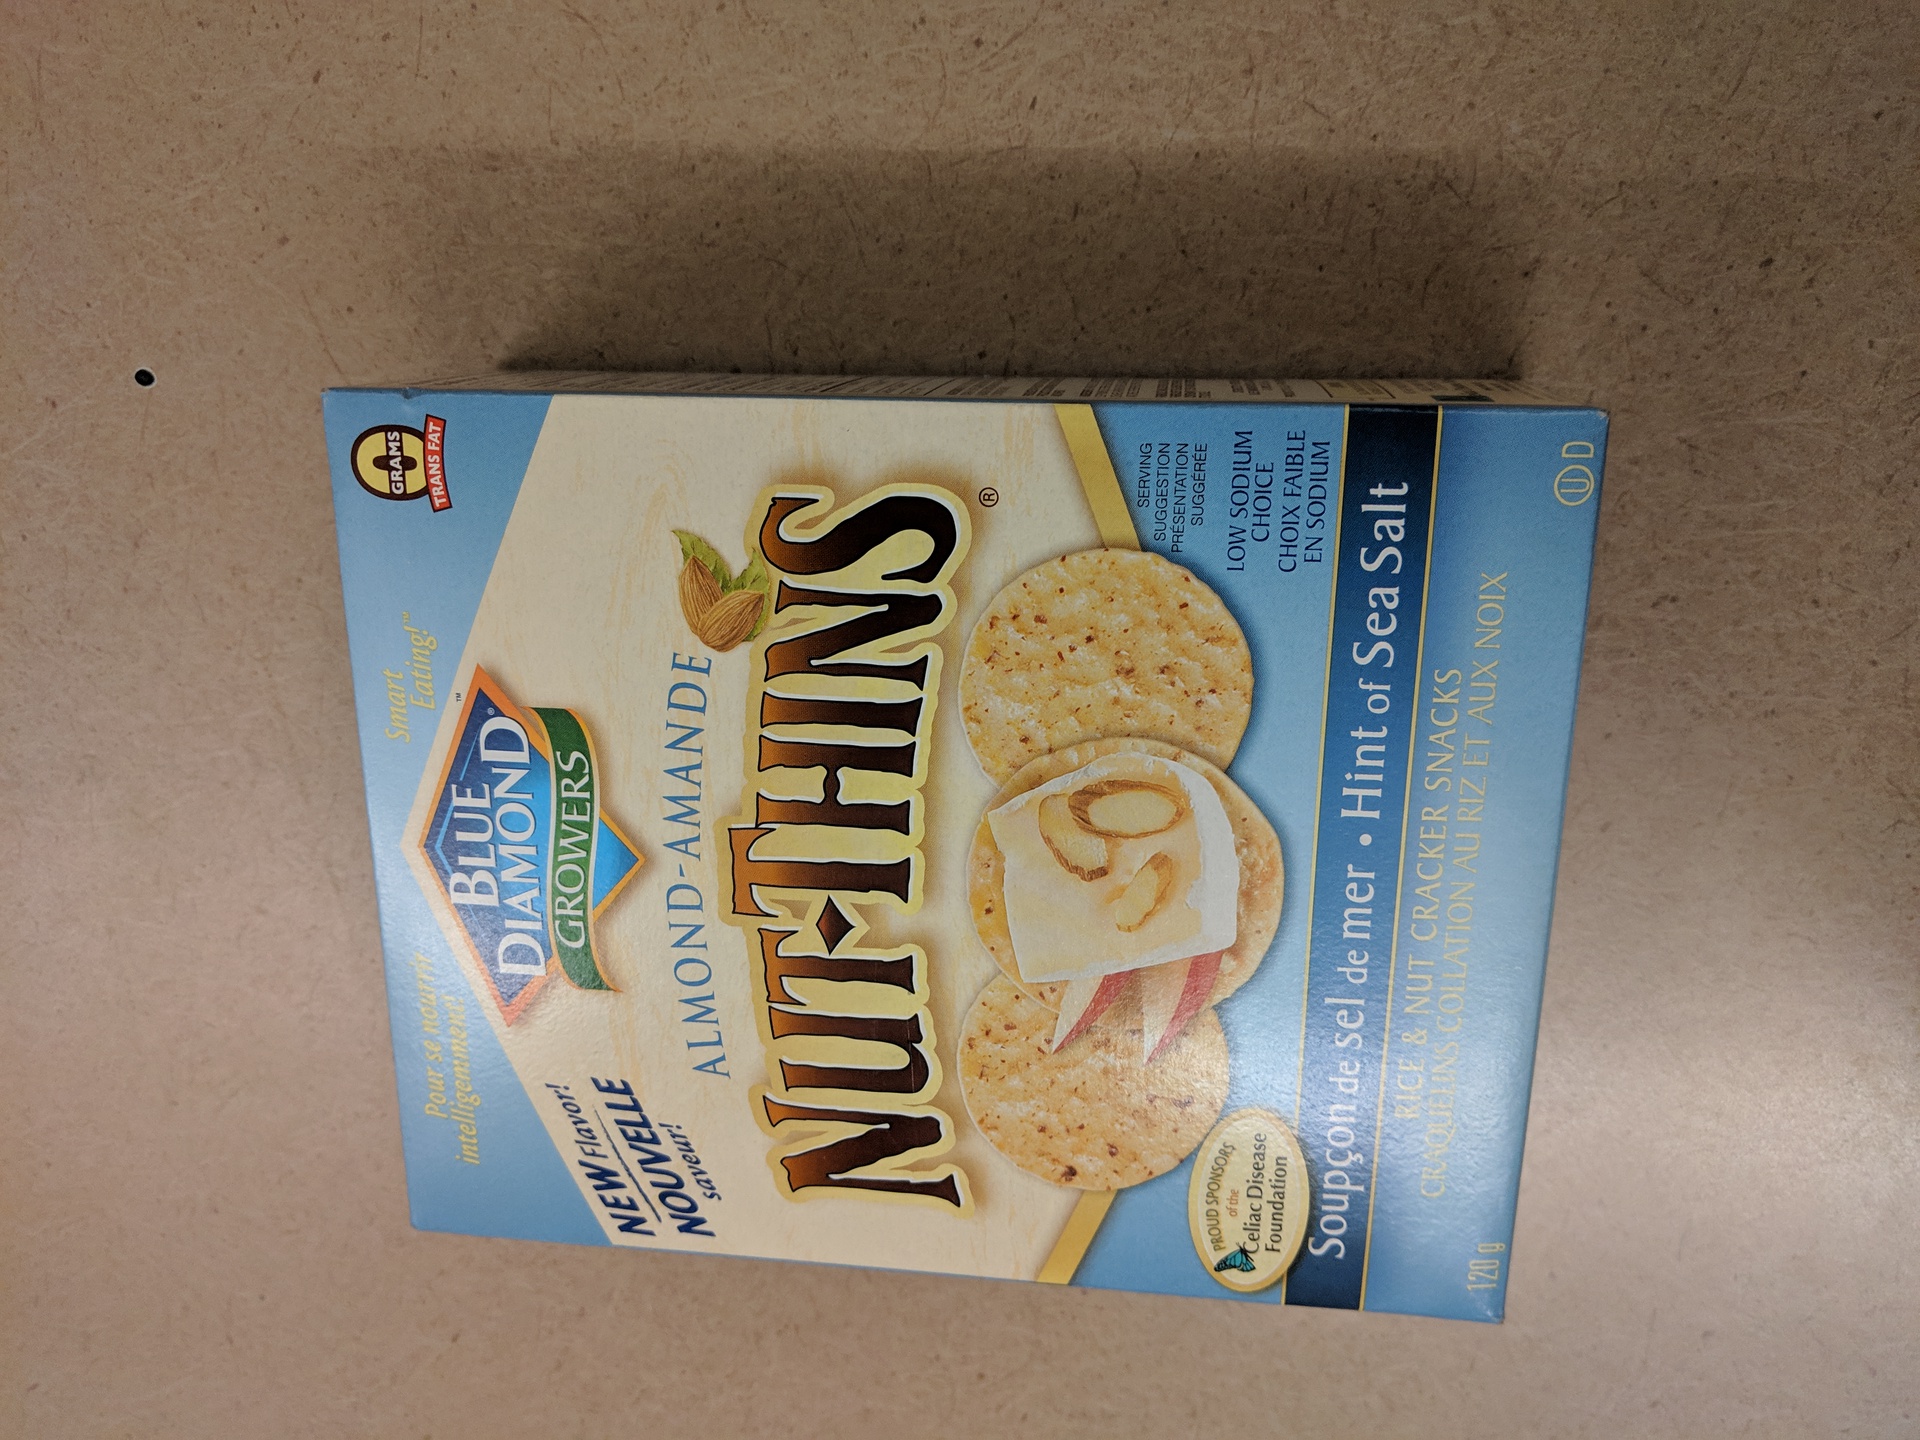 Pour se nourrir
intelligemment!
Smart
Eating!™
GRAMS
TRANS FAT
BLUE
DIAMOND®
™
GROWERS
NEW Flavor!
NOUVELLE
saveur!
ALMOND-AMANDE
NUT-THINS
®
SERVING
SUGGESTION
PRÉSENTATION
SUGGÉRÉE
LOW SODIUM
CHOICE
CHOIX FAIBLE
EN SODIUM
PROUD SPONSORS
of the
Celiac Disease
Foundation
Soupçon de sel de mer • Hint of Sea Salt
RICE & NUT CRACKER SNACKS
CRAQUELINS COLLATION AU RIZ ET AUX NOIX
120 g
U D